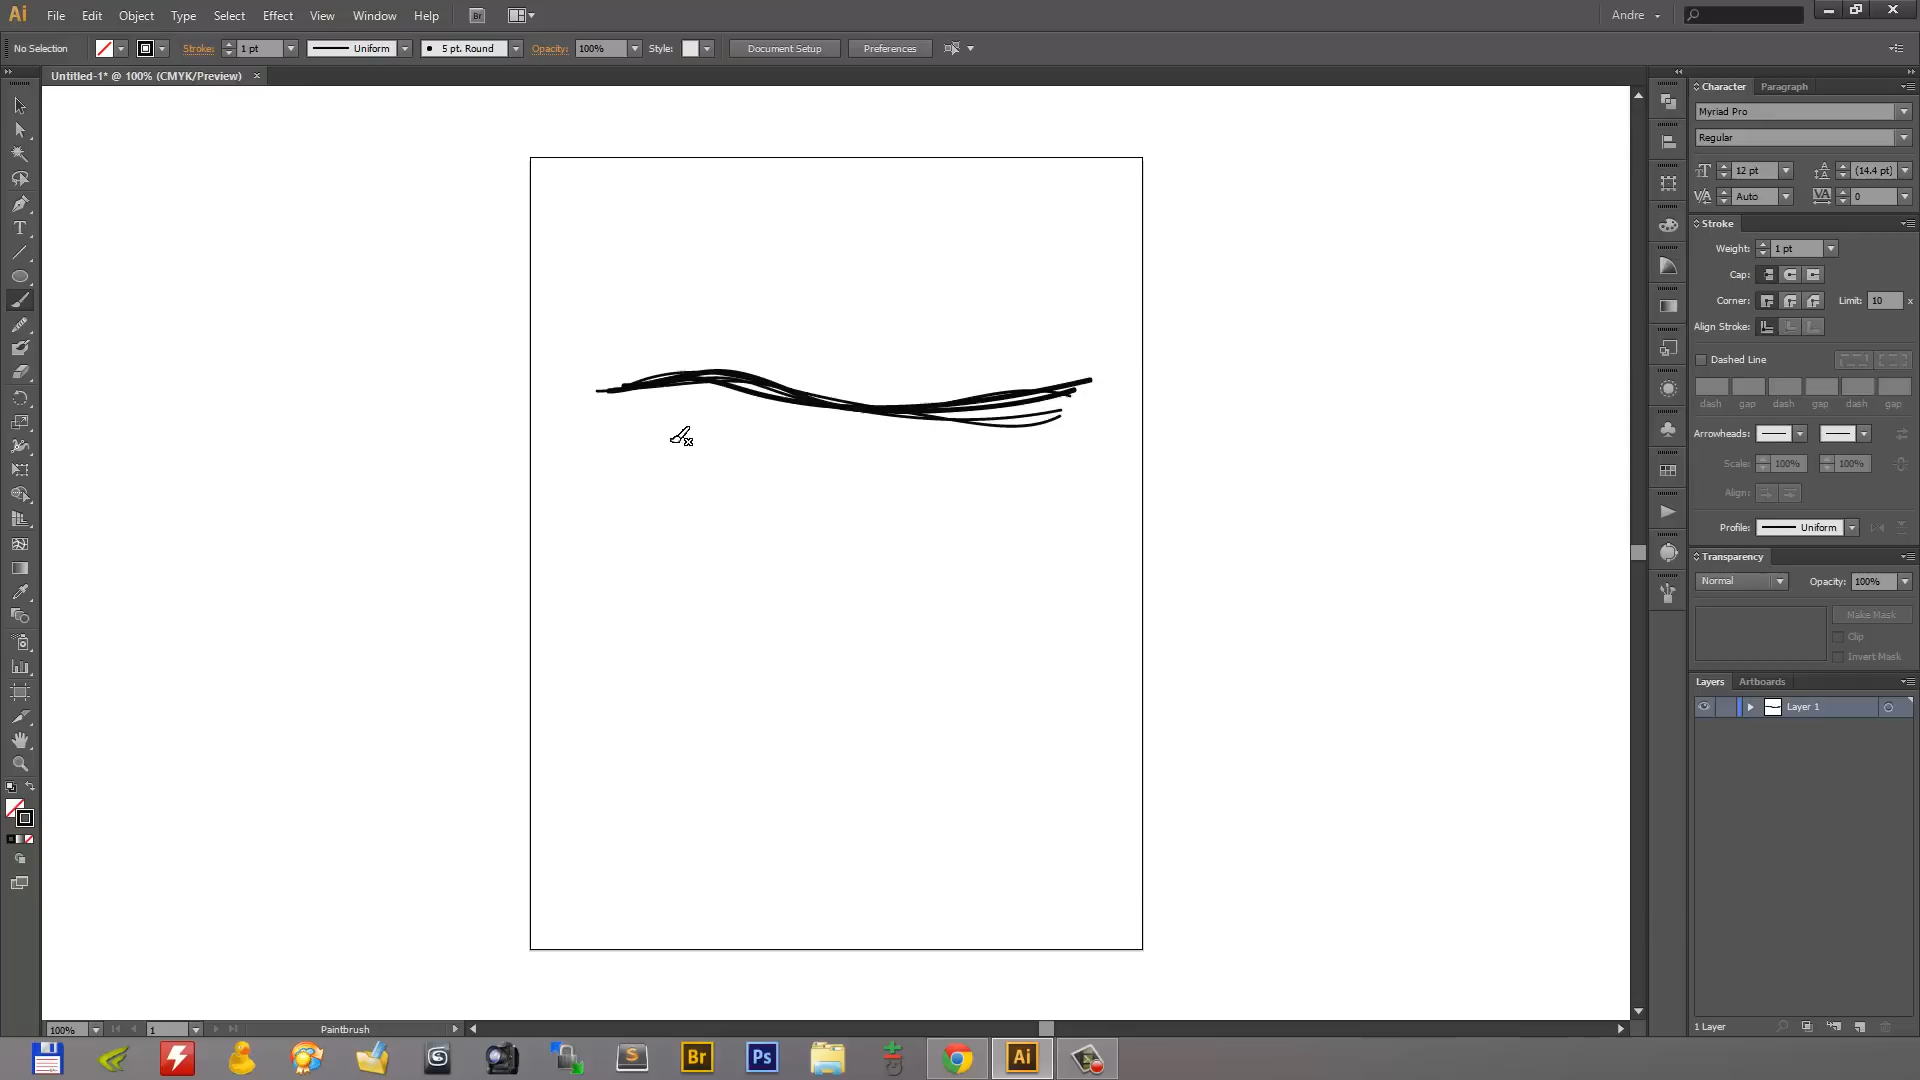 Ai File Edit Object Type Select Effect View Window Help Br Andre
No Selection Stroke: 1 pt Uniform 5 pt. Round Opacity: 100% Style: Document Setup Preferences
Untitled-1* @ 100% (CMYK/Preview)
Character Paragraph
Myriad Pro
Regular
12 pt (14.4 pt)
Auto 0
Stroke
Weight: 1 pt
Cap:
Corner: Limit: 10 x
Align Stroke:
Dashed Line
dash gap dash gap dash gap
Arrowheads:
Scale: 100% 100%
Align:
Profile: Uniform
Transparency
Normal Opacity: 100%
Make Mask
Clip
Invert Mask
Layers Artboards
Layer 1
1 Layer
100% 1 Paintbrush
S Br Ps Ai